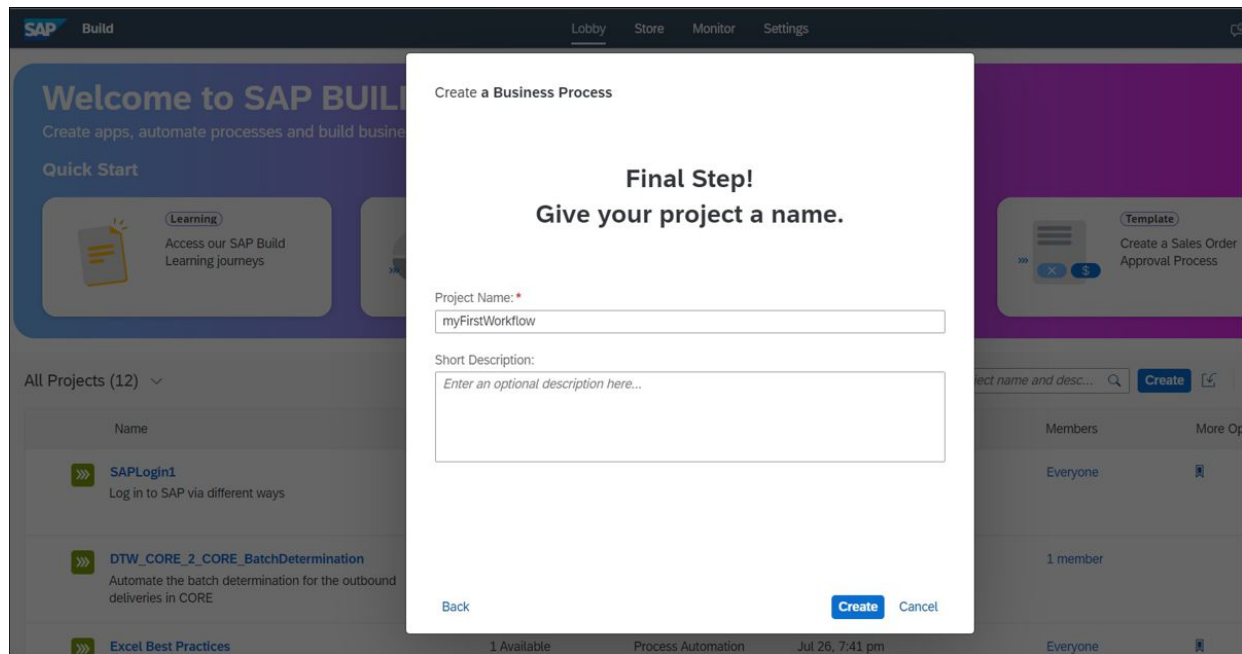 SAP Build
Lobby Store Monitor Settings
Welcome to SAP BUIL
Create apps, automate processes and build busine
Quick Start
Learning
Access our SAP Build
Learning journeys
Create a Business Process
Final Step!
Give your project a name.
Project Name:*
myFirstWorkflow
Short Description:
Enter an optional description here...
Back
Create
Cancel
Template
Create a Sales Order
Approval Process
$
All Projects (12)
ject name and desc...
Create
Name
Members
More Op
SAPLogin1
Log in to SAP via different ways
Everyone
DTW_CORE_2_CORE_BatchDetermination
Automate the batch determination for the outbound
deliveries in CORE
1 member
Excel Best Practices
1 Available
Process Automation
Jul 26, 7:41 pm
Everyone